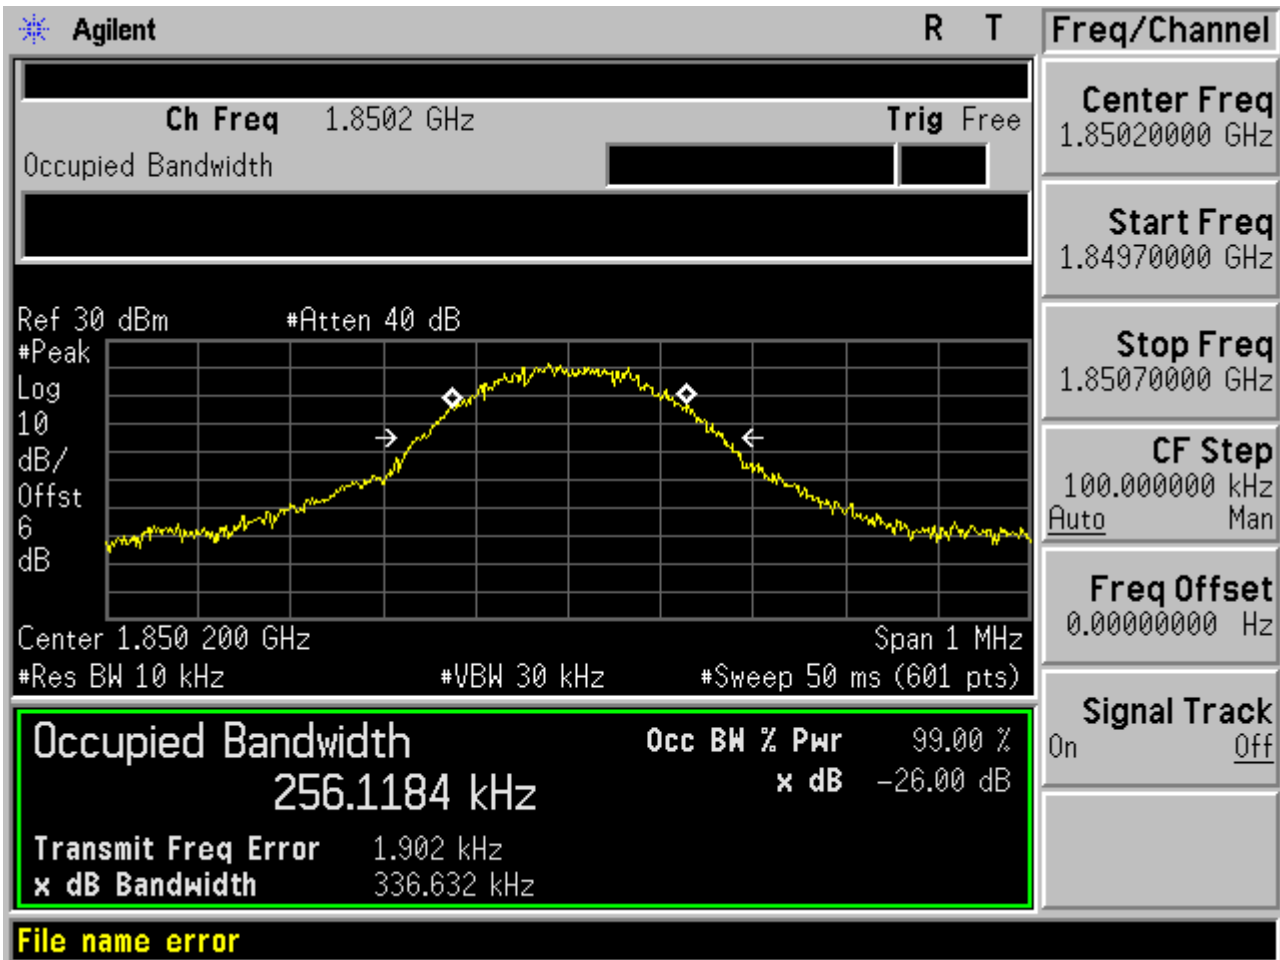 Agilent R T
Freq/Channel
Ch Freq 1.8502 GHz Trig Free
Occupied Bandwidth
Center Freq
1.85020000 GHz
Start Freq
1.84970000 GHz
Stop Freq
1.85070000 GHz
CF Step
100.000000 kHz
Auto Man
Freq Offset
0.00000000 Hz
Signal Track
On Off
Ref 30 dBm #Atten 40 dB
#Peak
Log
10
dB/
Offst
6
dB
Center 1.850 200 GHz Span 1 MHz
#Res BW 10 kHz #VBW 30 kHz #Sweep 50 ms (601 pts)
Occupied Bandwidth Occ BW % Pwr 99.00 %
256.1184 kHz x dB -26.00 dB
Transmit Freq Error 1.902 kHz
x dB Bandwidth 336.632 kHz
File name error